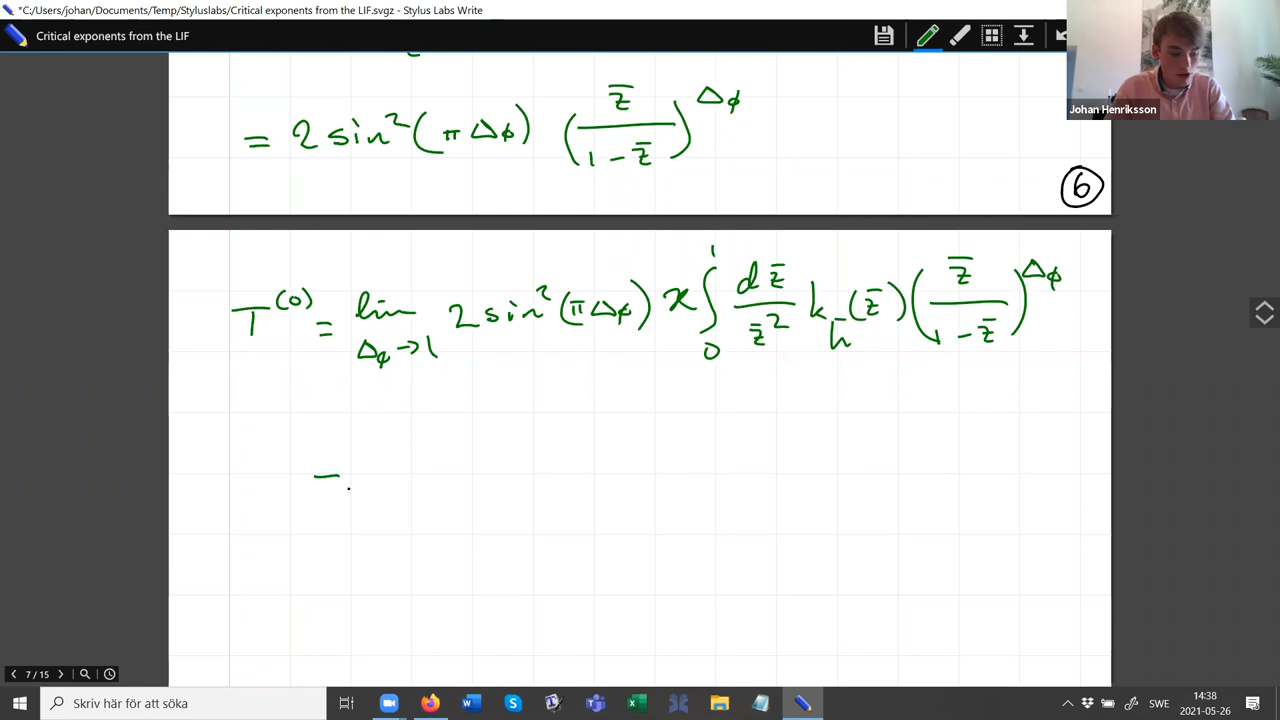 *C:/Users/johan/Documents/Temp/Styluslabs/Critical exponents from the LIF.svgz - Stylus Labs Write
Critical exponents from the LIF
Johan Henriksson
= 2 sin²(π Δϕ) (z̄ / (1 - z̄))^Δϕ
6
T^(0) = lim_{Δϕ→1} 2 sin²(πΔϕ) ϰ ∫₀¹ dz̄/z̄² k_h̄(z̄) (z̄ / (1 - z̄))^Δϕ
7 / 15
Skriv här för att söka
SWE
14:38
2021-05-26